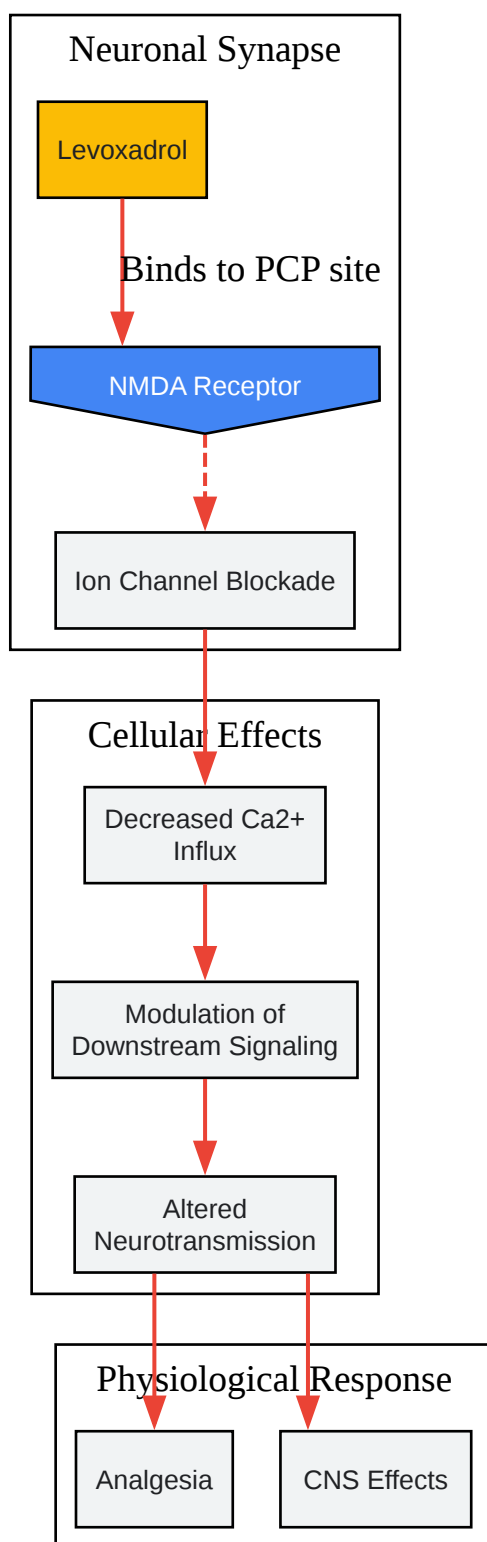 Neuronal Synapse
Levoxadrol
Binds to PCP site
NMDA Receptor
Ion Channel Blockade
Cellular Effects
Decreased Ca2+
Influx
Modulation of
Downstream Signaling
Altered
Neurotransmission
Physiological Response
Analgesia
CNS Effects